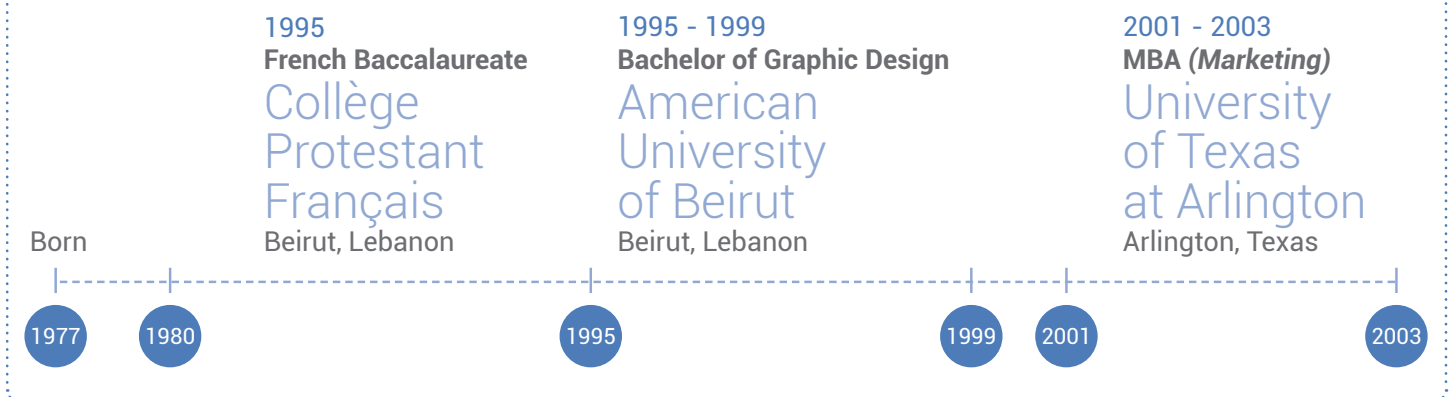 1995
French Baccalaureate
Collège
Protestant
Français
Beirut, Lebanon
1995 - 1999
Bachelor of Graphic Design
American
University
of Beirut
Beirut, Lebanon
2001 - 2003
MBA (Marketing)
University
of Texas
at Arlington
Arlington, Texas
Born
1977
1980
1995
1999
2001
2003